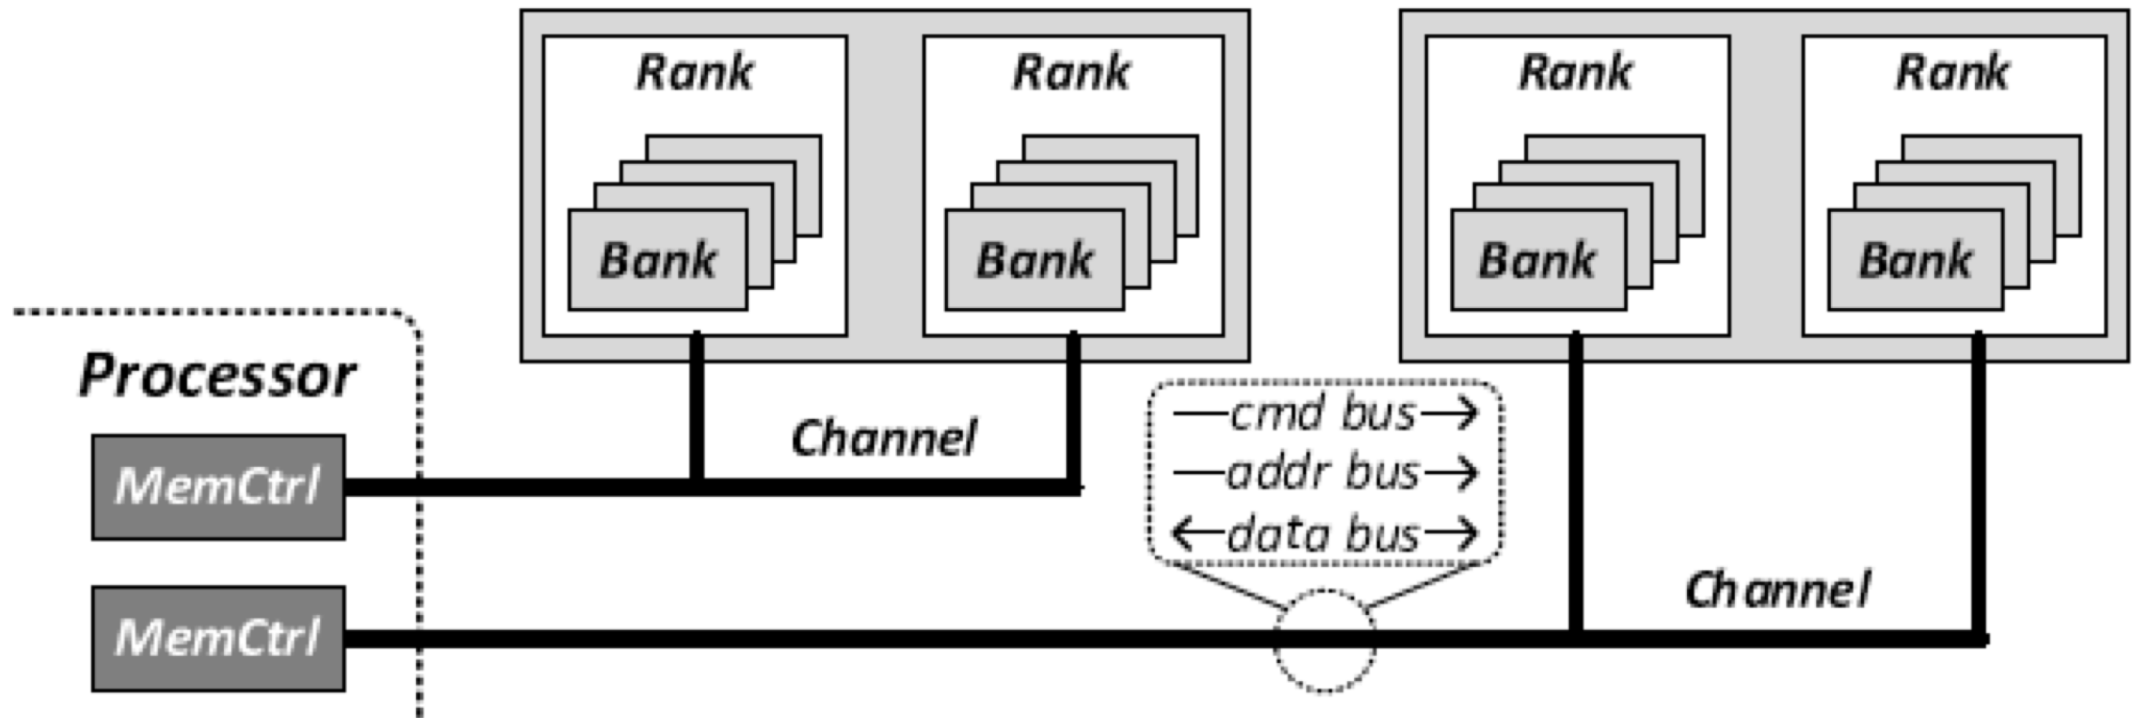 Rank
Rank
Rank
Rank
Bank
Bank
Bank
Bank
Processor
MemCtrl
Channel
cmd bus
addr bus
data bus
MemCtrl
Channel